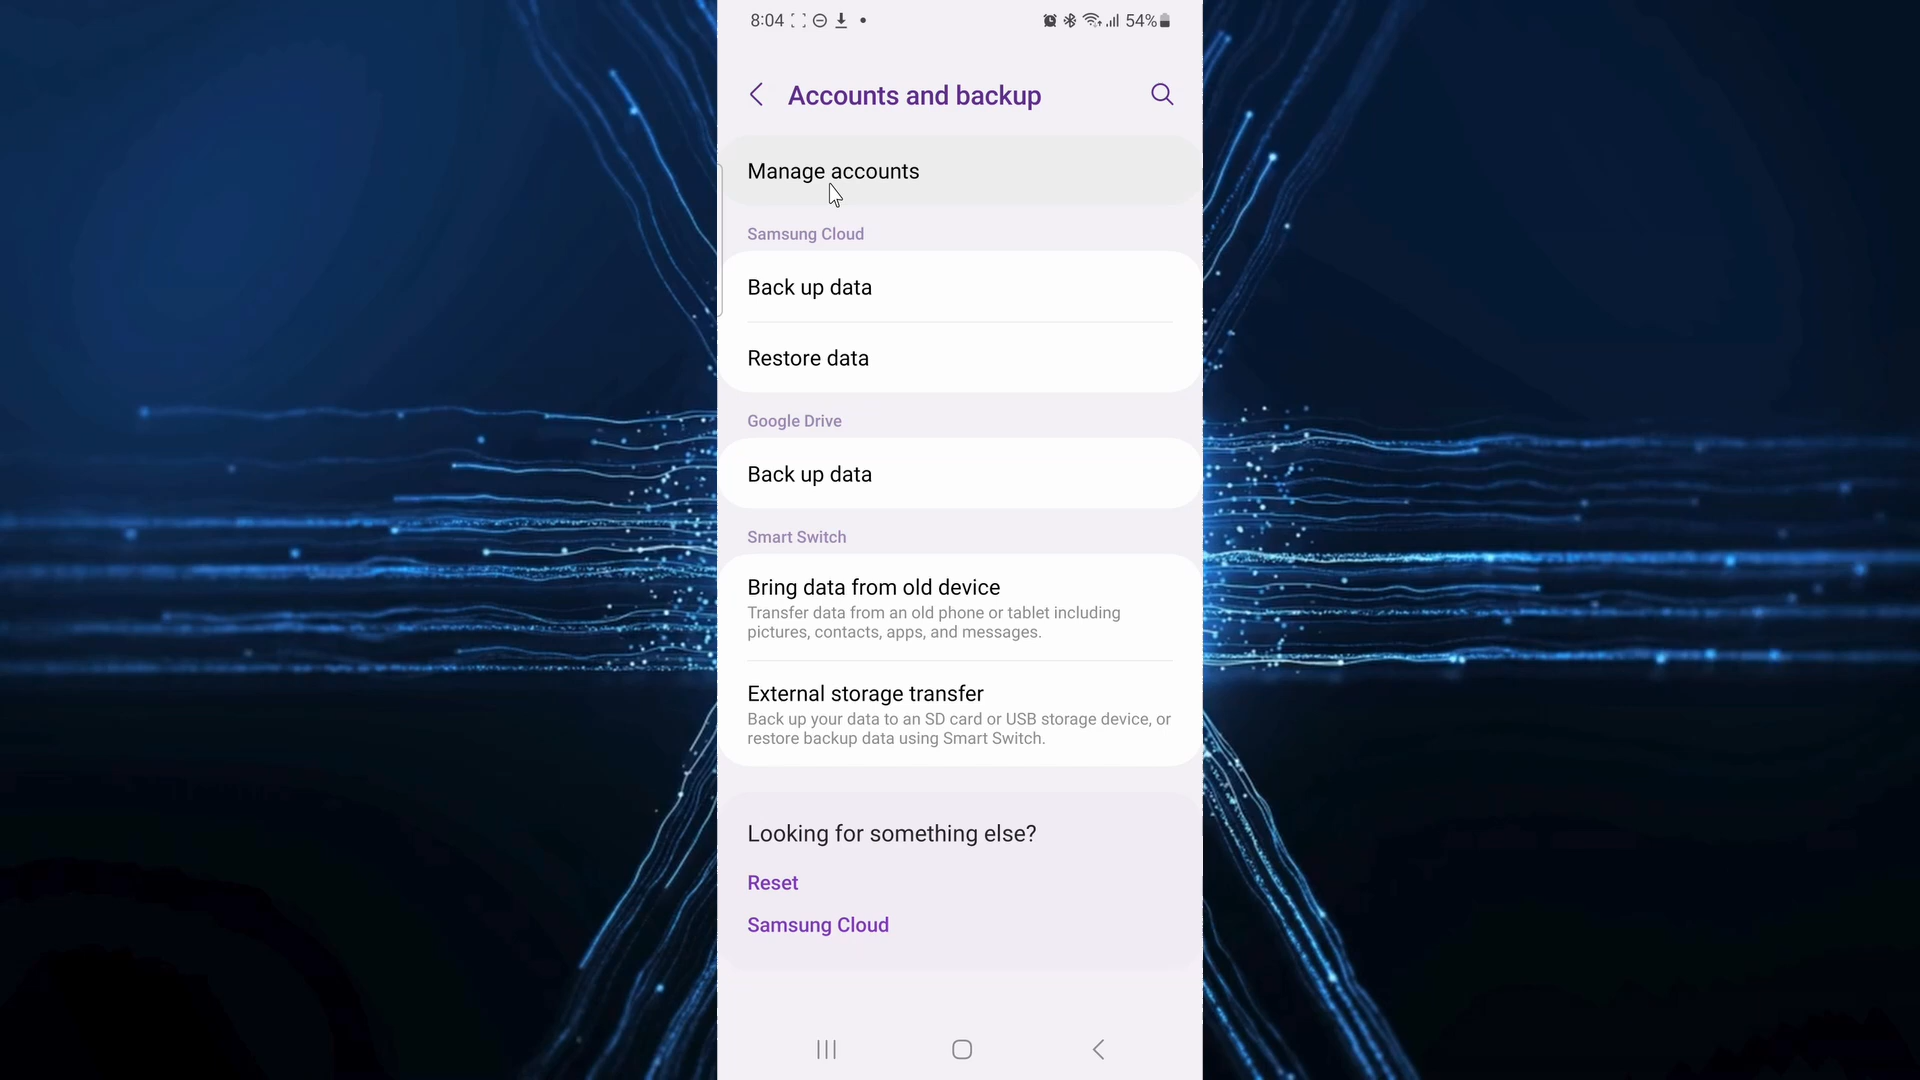 8:04
54%
Accounts and backup
Manage accounts
Samsung Cloud
Back up data
Restore data
Google Drive
Back up data
Smart Switch
Bring data from old device
Transfer data from an old phone or tablet including
pictures, contacts, apps, and messages.
External storage transfer
Back up your data to an SD card or USB storage device, or
restore backup data using Smart Switch.
Looking for something else?
Reset
Samsung Cloud